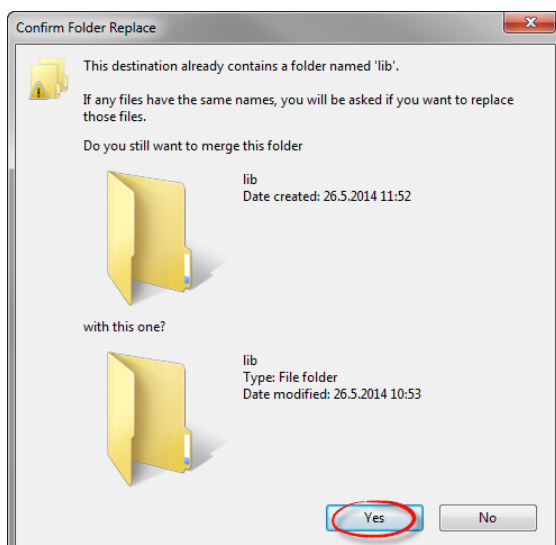 Confirm Folder Replace
This destination already contains a folder named 'lib'.
If any files have the same names, you will be asked if you want to replace
those files.
Do you still want to merge this folder
lib
Date created: 26.5.2014 11:52
with this one?
lib
Type: File folder
Date modified: 26.5.2014 10:53
Yes
No